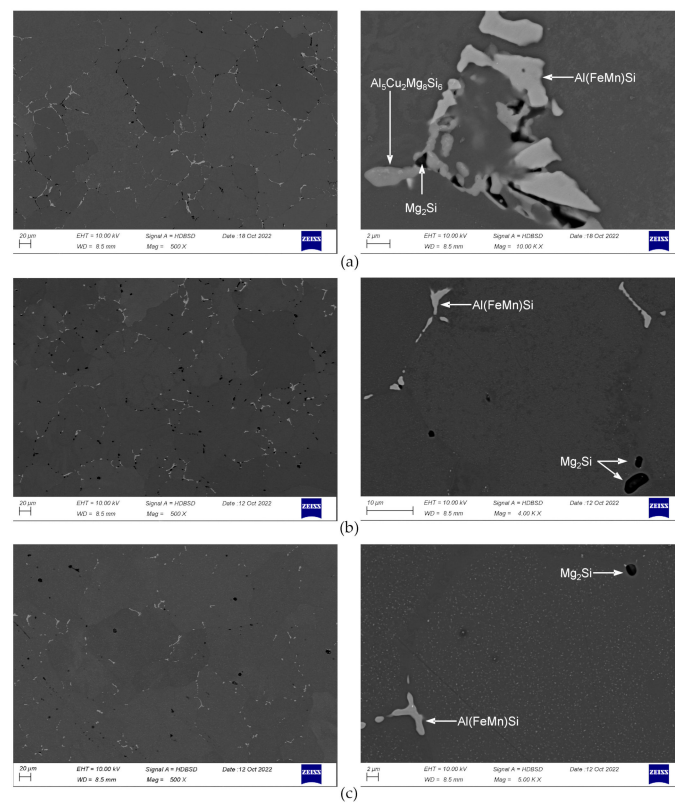 Al5Cu2Mg8Si6
Al(FeMn)Si
Mg2Si
20 µm
EHT = 10.00 kV
Signal A = HDBSD
Date :18 Oct 2022
WD = 8.5 mm
Mag = 500 X
ZEISS
2 µm
EHT = 10.00 kV
Signal A = HDBSD
Date :18 Oct 2022
WD = 8.5 mm
Mag = 10.00 K X
ZEISS
(a)
Al(FeMn)Si
Mg2Si
20 µm
EHT = 10.00 kV
Signal A = HDBSD
Date :12 Oct 2022
WD = 8.5 mm
Mag = 500 X
ZEISS
10 µm
EHT = 10.00 kV
Signal A = HDBSD
Date :12 Oct 2022
WD = 8.5 mm
Mag = 4.00 K X
ZEISS
(b)
Mg2Si
Al(FeMn)Si
20 µm
EHT = 10.00 kV
Signal A = HDBSD
Date :12 Oct 2022
WD = 8.5 mm
Mag = 500 X
ZEISS
2 µm
EHT = 10.00 kV
Signal A = HDBSD
Date :12 Oct 2022
WD = 8.5 mm
Mag = 5.00 K X
ZEISS
(c)